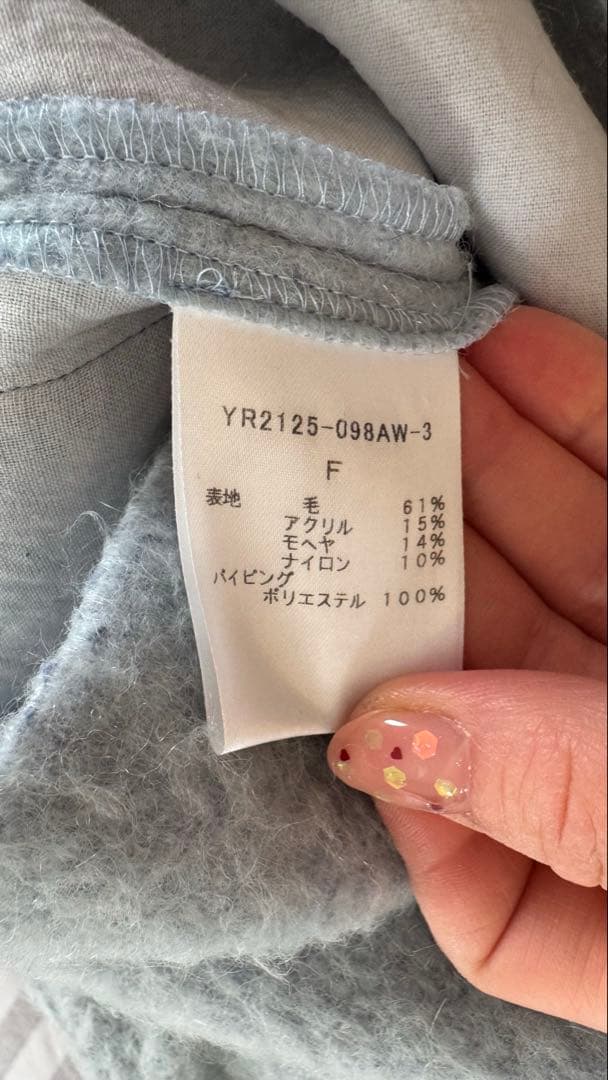 YR2125-098AW-3
F
表地 毛 61%
アクリル 15%
モヘヤ 14%
ナイロン 10%
パイピング
ポリエステル 100%